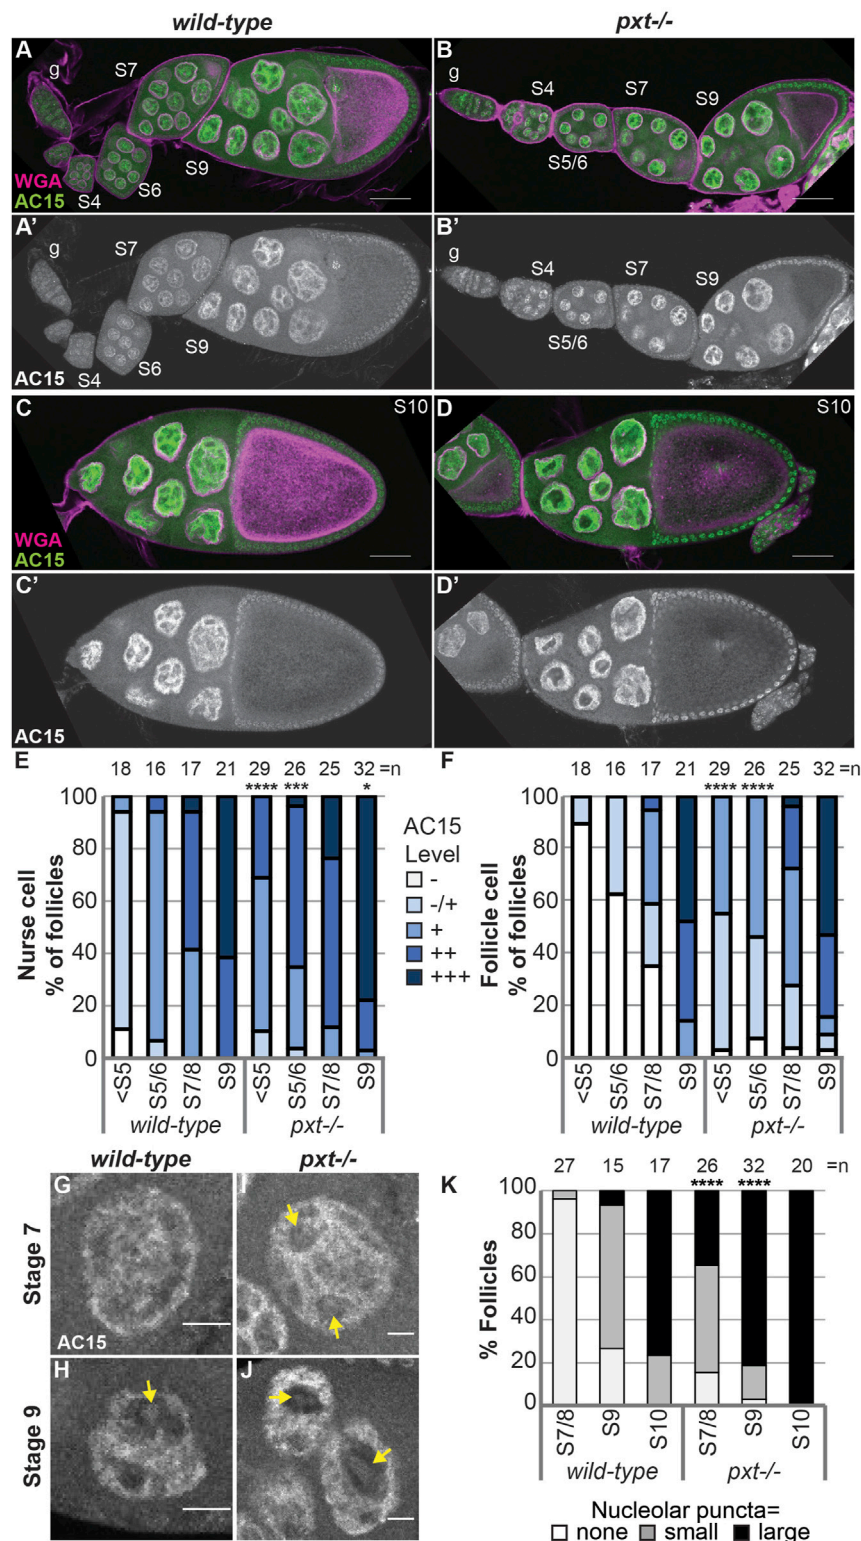 wild-type
pxt-/-
A
g
S7
S9
S6
S4
WGA
AC15
B
g
S4
S7
S9
S5/6
A'
g
S7
S9
S6
S4
AC15
B'
g
S4
S7
S9
S5/6
C
S10
WGA
AC15
D
S10
C'
AC15
D'
E
18 16 17 21 29 26 25 32 =n
**** *** *
100
80
60
40
20
0
Nurse cell
% of follicles
<S5 S5/6 S7/8 S9 <S5 S5/6 S7/8 S9
wild-type pxt-/-
AC15
Level
-
-/+
+
++
+++
F
18 16 17 21 29 26 25 32 =n
**** ****
100
80
60
40
20
0
Follicle cell
% of follicles
<S5 S5/6 S7/8 S9 <S5 S5/6 S7/8 S9
wild-type pxt-/-
wild-type
pxt-/-
Stage 7
G
AC15
I
Stage 9
H
J
K
27 15 17 26 32 20 =n
**** ****
100
80
60
40
20
0
% Follicles
S7/8 S9 S10 S7/8 S9 S10
wild-type pxt-/-
Nucleolar puncta=
none small large